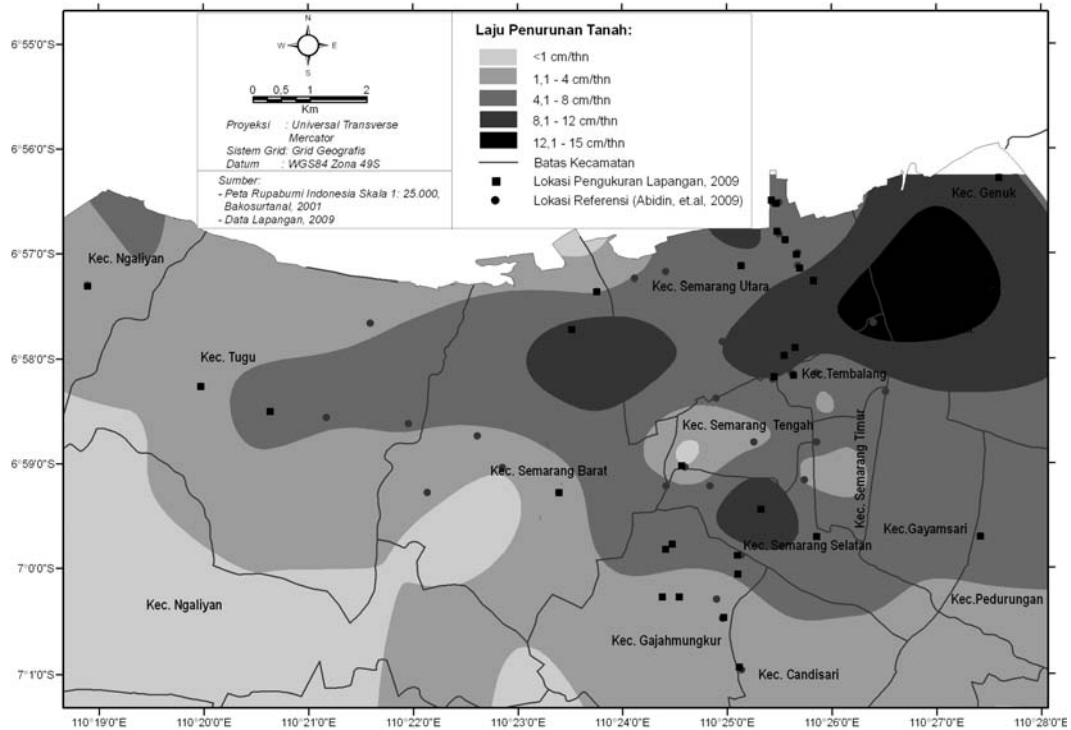 N
W E
S
0 0,5 1 2
Km
Proyeksi : Universal Transverse
Mercator
Sistem Grid: Grid Geografis
Datum : WGS84 Zona 49S
Sumber:
- Peta Rupabumi Indonesia Skala 1: 25.000,
Bakosurtanal, 2001
- Data Lapangan, 2009
Laju Penurunan Tanah:
<1 cm/thn
1,1 - 4 cm/thn
4,1 - 8 cm/thn
8,1 - 12 cm/thn
12,1 - 15 cm/thn
Batas Kecamatan
Lokasi Pengukuran Lapangan, 2009
Lokasi Referensi (Abidin, et.al, 2009)
6°55'0"S
6°56'0"S
6°57'0"S
6°58'0"S
6°59'0"S
7°0'0"S
7°1'0"S
Kec. Genuk
Kec. Ngaliyan
Kec. Semarang Utara
Kec. Tugu
Kec.Tembalang
Kec. Semarang Tengah
Kec. Semarang Timur
Kec. Semarang Barat
Kec.Gayamsari
Kec. Semarang Selatan
Kec. Ngaliyan
Kec.Pedurungan
Kec. Gajahmungkur
Kec. Candisari
110°19'0"E
110°20'0"E
110°21'0"E
110°22'0"E
110°23'0"E
110°24'0"E
110°25'0"E
110°26'0"E
110°27'0"E
110°28'0"E